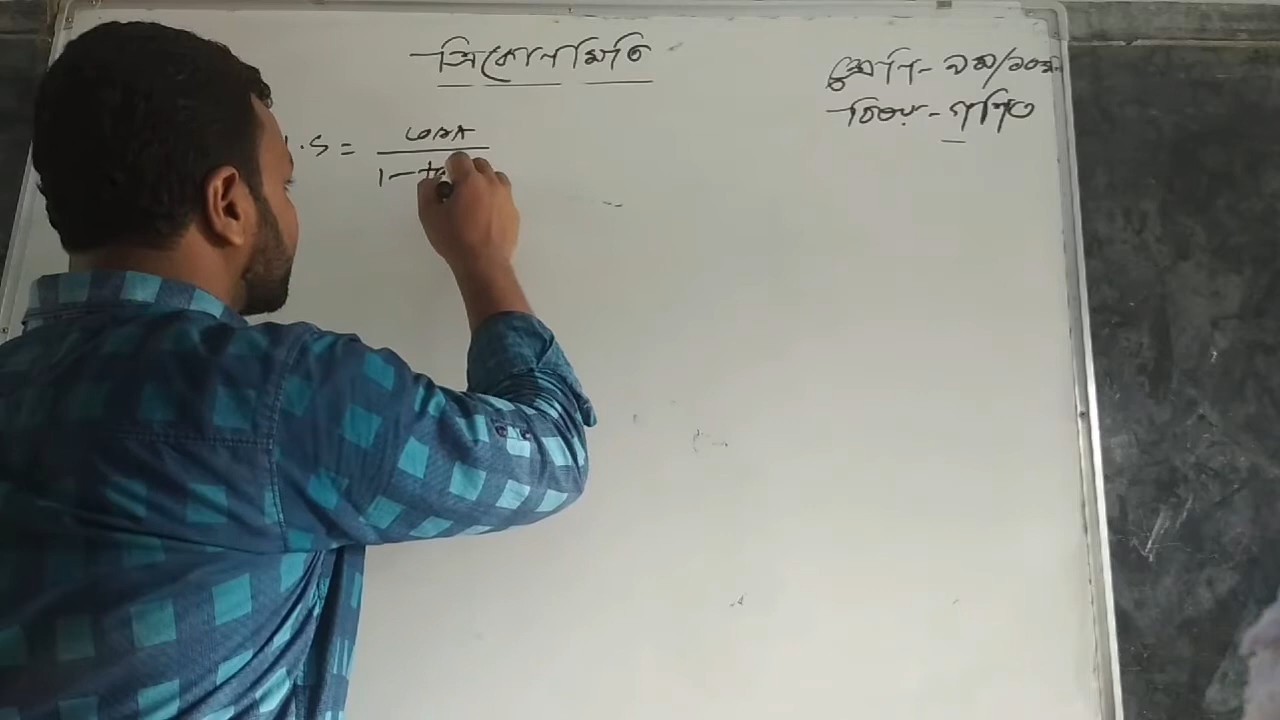 ত্রিকোণমিতি
শ্রেণি - ৯ম/১০ম
বিষয় - গণিত
.S = cosA
1 - t